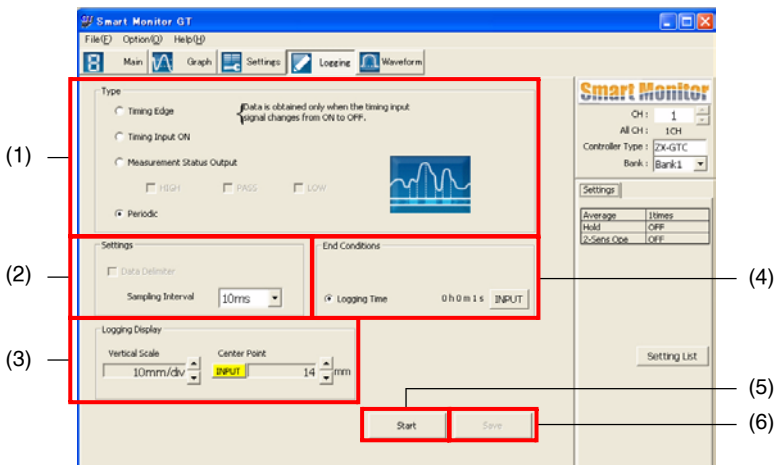 Smart Monitor GT
File(F) Option(O) Help(H)
Main Graph Settings Logging Waveform
Type
Timing Edge
Data is obtained only when the timing input
signal changes from ON to OFF.
Timing Input ON
Measurement Status Output
HIGH PASS LOW
Periodic
Settings
Data Delimiter
Sampling Interval 10ms
End Conditions
Logging Time 0h0m1s INPUT
Logging Display
Vertical Scale Center Point
10mm/div INPUT 14 mm
Start Save
Smart Monitor
CH : 1
All CH : 1CH
Controller Type : ZX-GTC
Bank : Bank1
Settings
Average 1times
Hold OFF
2-Sens Ope OFF
Setting List
(1)
(2)
(3)
(4)
(5)
(6)